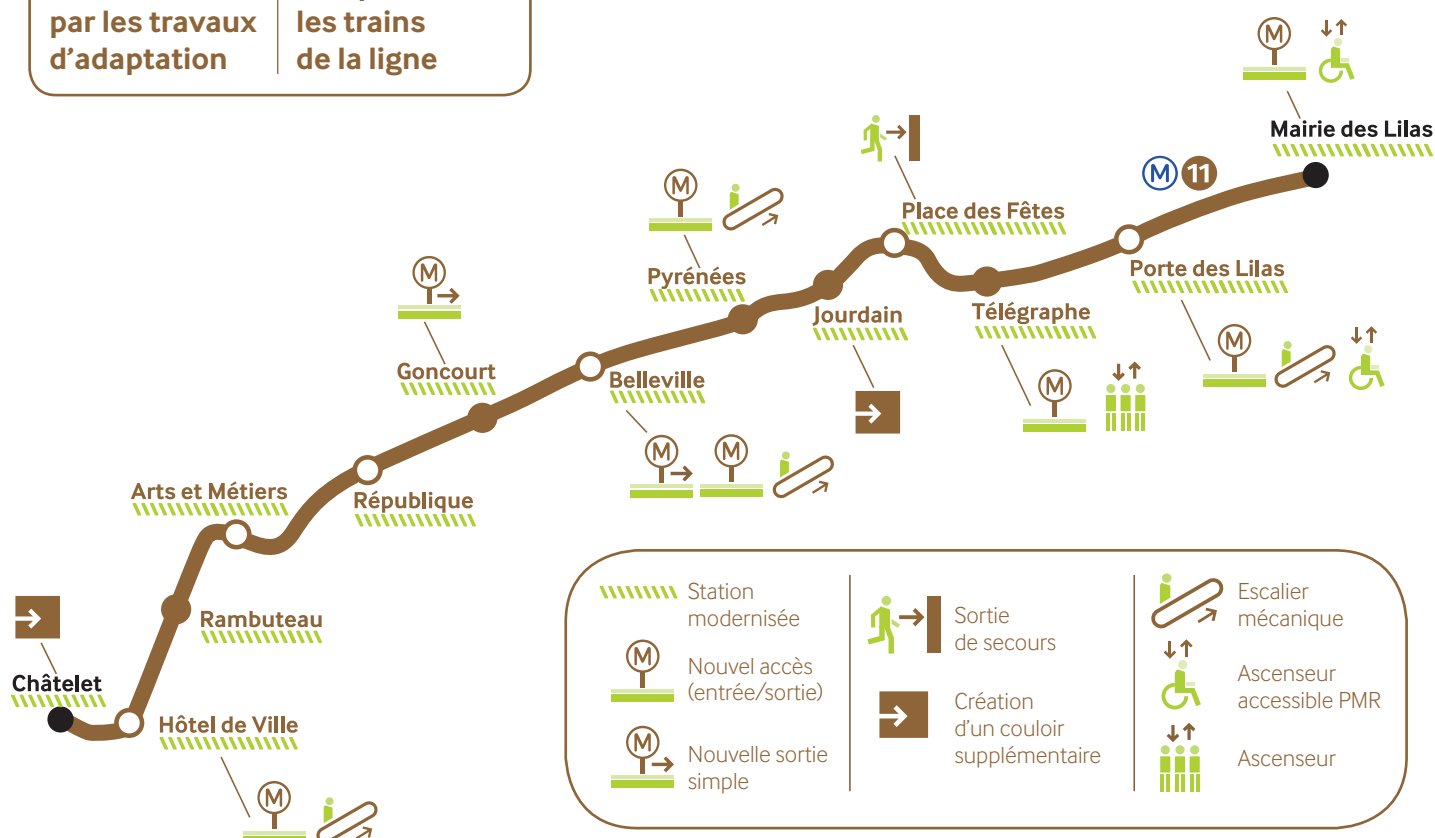 par les travaux
d’adaptation
les trains
de la ligne
M
Mairie des Lilas
M 11
Place des Fêtes
M
Pyrénées
Porte des Lilas
M
Jourdain
Télégraphe
M
M
Goncourt
Belleville
M M
Arts et Métiers
République
Rambuteau
Châtelet
Hôtel de Ville
M
Station
modernisée
M
Nouvel accès
(entrée/sortie)
M
Nouvelle sortie
simple
Sortie
de secours
Création
d’un couloir
supplémentaire
Escalier
mécanique
Ascenseur
accessible PMR
Ascenseur